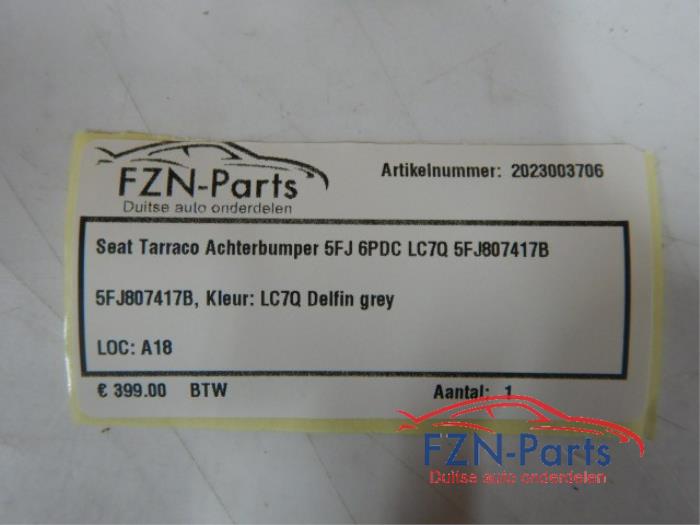 FZN-Parts
Duitse auto onderdelen
Artikelnummer: 2023003706
Seat Tarraco Achterbumper 5FJ 6PDC LC7Q 5FJ807417B
5FJ807417B, Kleur: LC7Q Delfin grey
LOC: A18
€ 399.00 BTW Aantal: 1
FZN-Parts
Duitse auto onderdelen